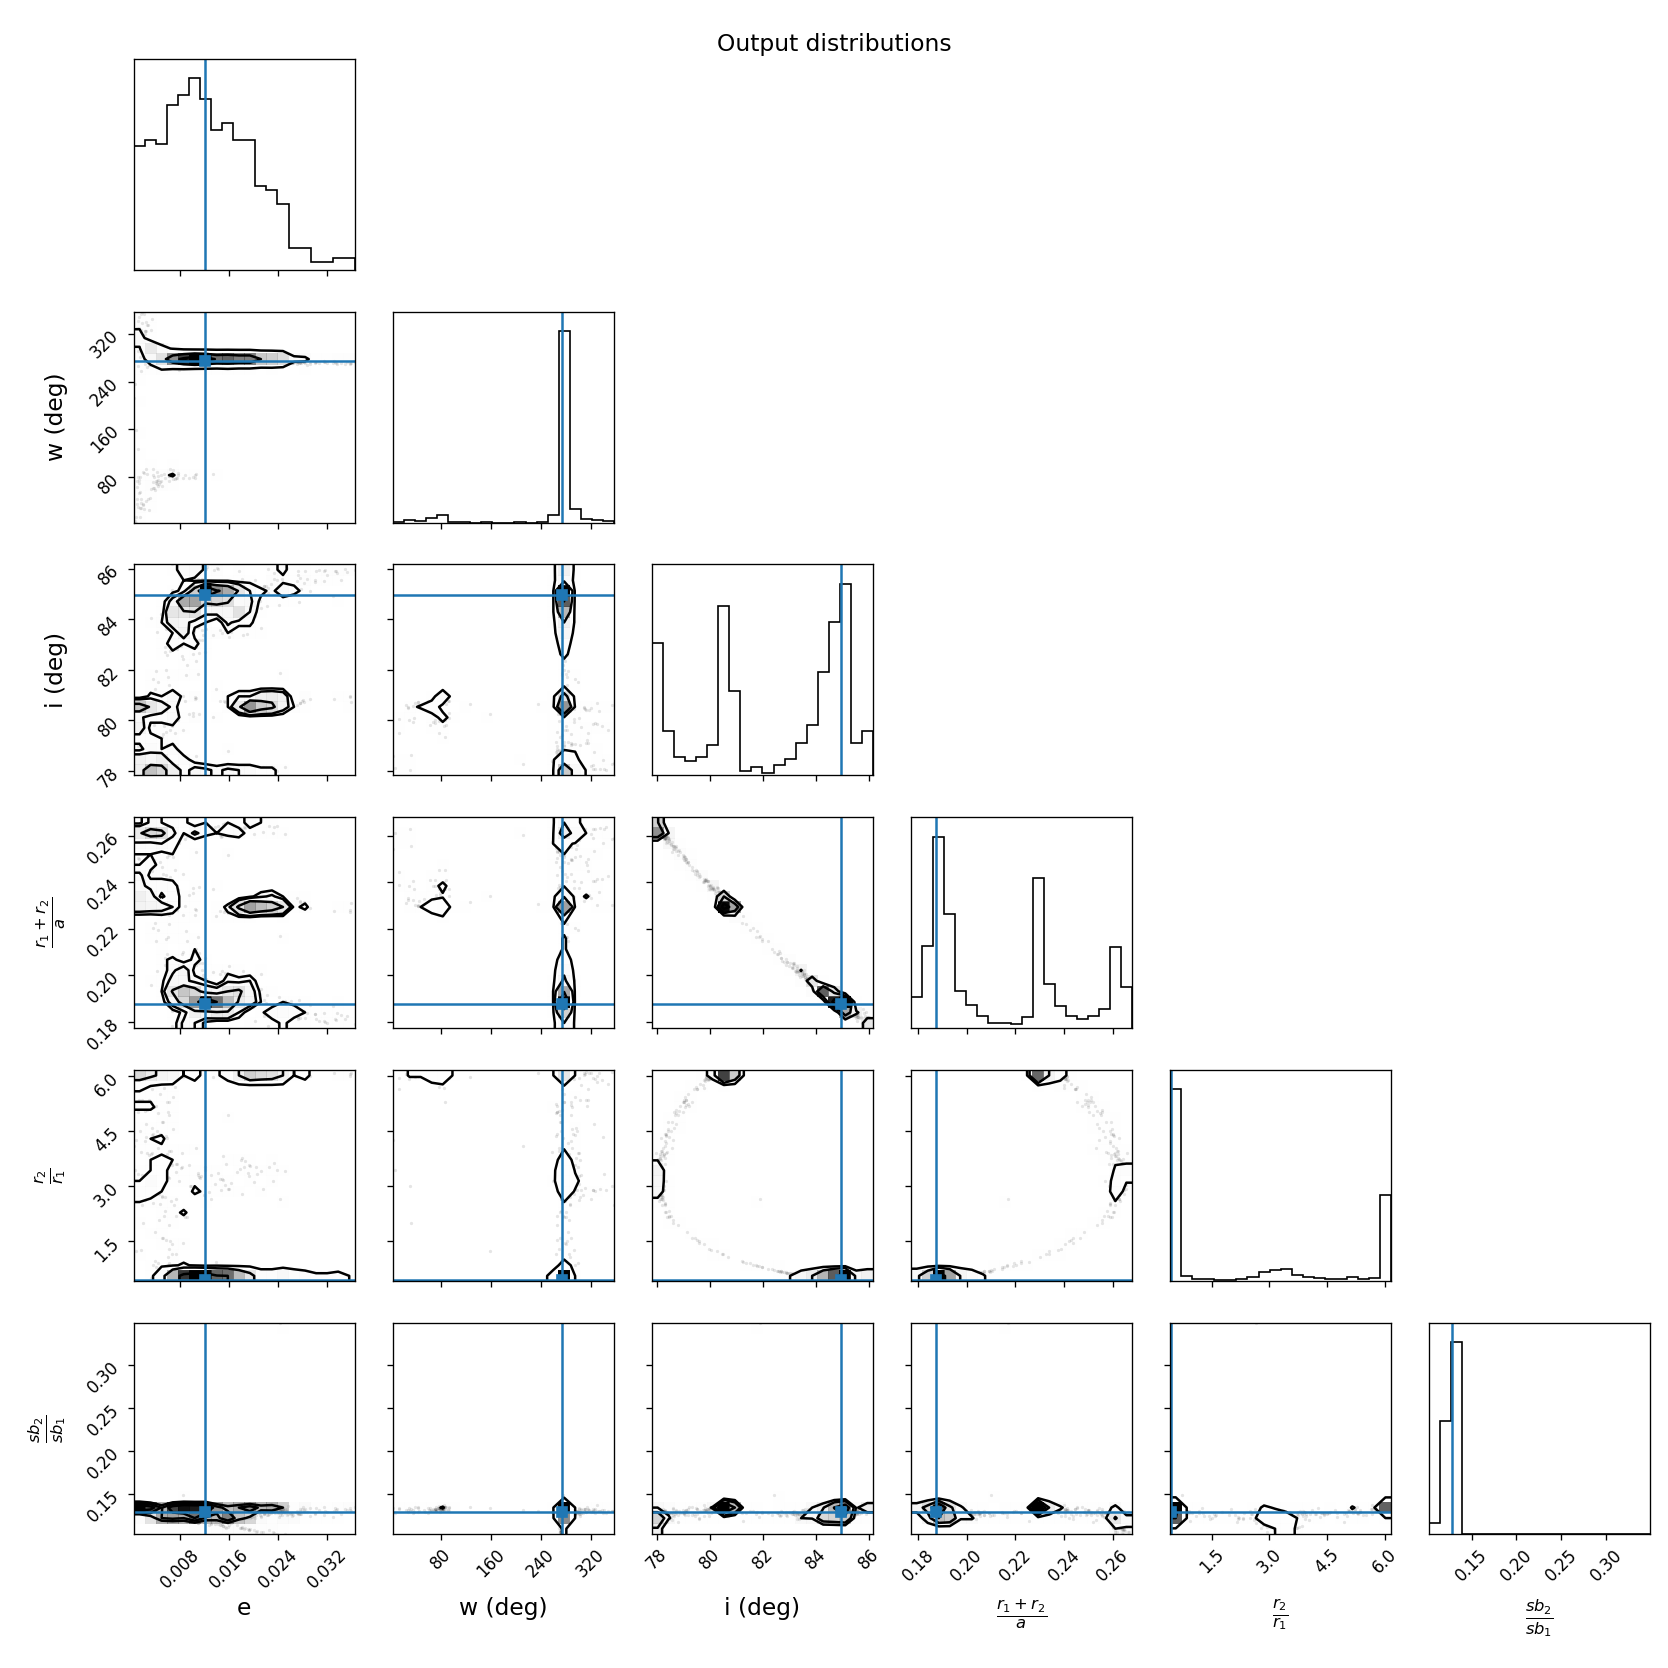 Output distributions
w (deg)
320
240
160
80
i (deg)
86
84
82
80
78
r₁ + r₂
a
0.26
0.24
0.22
0.20
0.18
r₂
r₁
6.0
4.5
3.0
1.5
sb₂
sb₁
0.30
0.25
0.20
0.15
0.008 0.016 0.024 0.032
80 160 240 320
78 80 82 84 86
0.18 0.20 0.22 0.24 0.26
1.5 3.0 4.5 6.0
0.15 0.20 0.25 0.30
e
w (deg)
i (deg)
r₁ + r₂
a
r₂
r₁
sb₂
sb₁